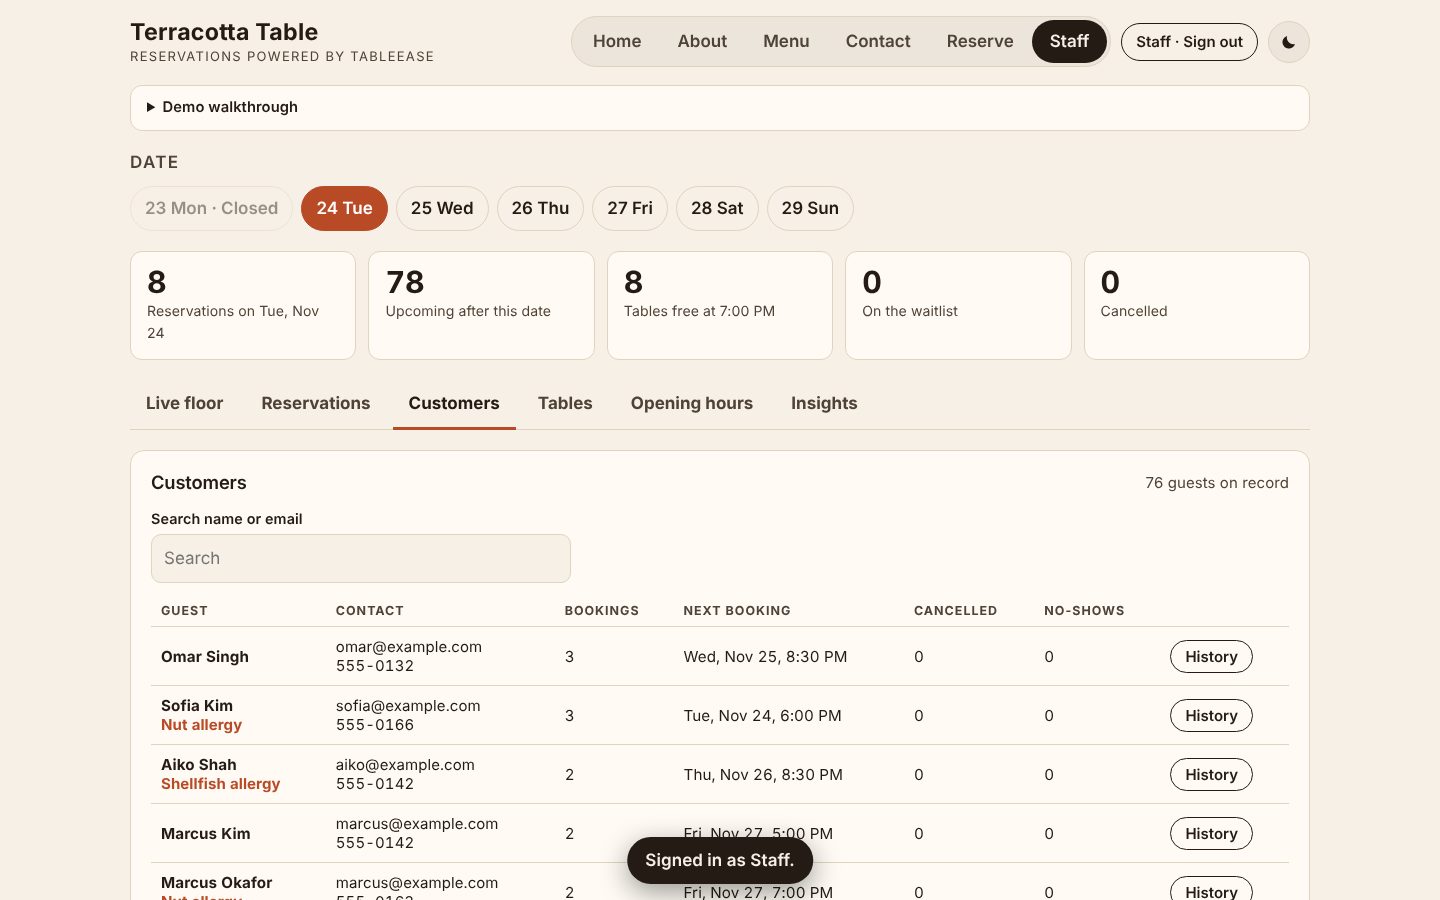 Terracotta Table
RESERVATIONS POWERED BY TABLEEASE
Home About Menu Contact Reserve Staff
Staff · Sign out
Demo walkthrough
DATE
23 Mon · Closed 24 Tue 25 Wed 26 Thu 27 Fri 28 Sat 29 Sun
8
Reservations on Tue, Nov
24
78
Upcoming after this date
8
Tables free at 7:00 PM
0
On the waitlist
0
Cancelled
Live floor Reservations Customers Tables Opening hours Insights
Customers
76 guests on record
Search name or email
Search
GUEST CONTACT BOOKINGS NEXT BOOKING CANCELLED NO-SHOWS
Omar Singh omar@example.com 3 Wed, Nov 25, 8:30 PM 0 0 History
555-0132
Sofia Kim sofia@example.com 3 Tue, Nov 24, 6:00 PM 0 0 History
Nut allergy 555-0166
Aiko Shah aiko@example.com 2 Thu, Nov 26, 8:30 PM 0 0 History
Shellfish allergy 555-0142
Marcus Kim marcus@example.com 2 Fri, Nov 27, 5:00 PM 0 0 History
555-0142
Signed in as Staff.
Marcus Okafor marcus@example.com 2 Fri, Nov 27, 7:00 PM 0 0 History